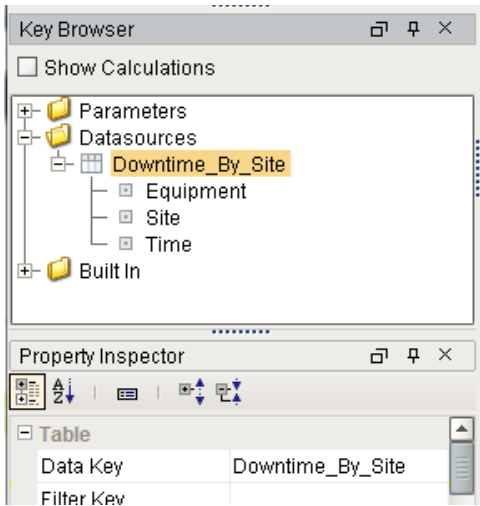 Key Browser
Show Calculations
Parameters
Datasources
Downtime_By_Site
Equipment
Site
Time
Built In
Property Inspector
Table
Data Key Downtime_By_Site
Filter Key